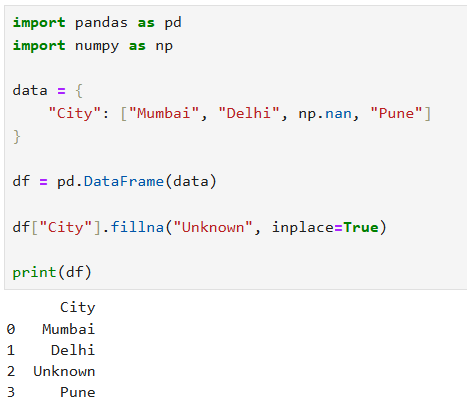 import pandas as pd
import numpy as np
data = {
    "City": ["Mumbai", "Delhi", np.nan, "Pune"]
}
df = pd.DataFrame(data)
df["City"].fillna("Unknown", inplace=True)
print(df)
      City
0   Mumbai
1    Delhi
2  Unknown
3     Pune